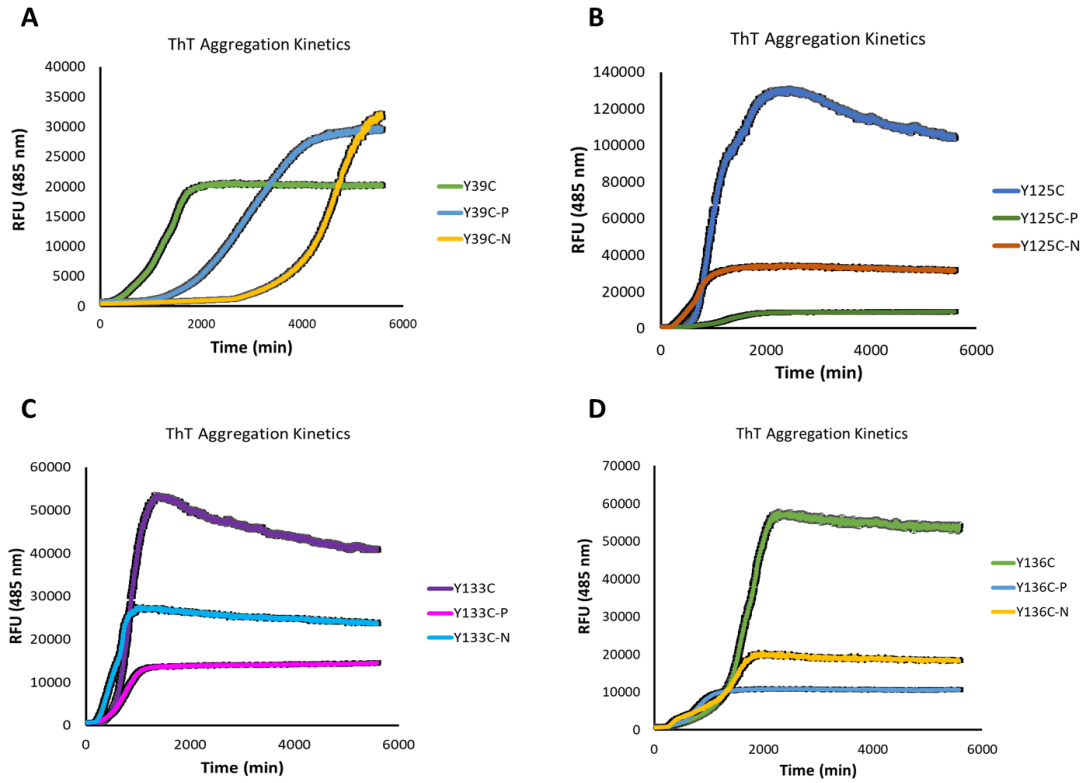 A
ThT Aggregation Kinetics
40000
35000
30000
25000
20000
15000
10000
5000
0
0 2000 4000 6000
RFU (485 nm)
Time (min)
Y39C
Y39C-P
Y39C-N
B
ThT Aggregation Kinetics
140000
120000
100000
80000
60000
40000
20000
0
0 2000 4000 6000
RFU (485 nm)
Time (min)
Y125C
Y125C-P
Y125C-N
C
ThT Aggregation Kinetics
60000
50000
40000
30000
20000
10000
0
0 2000 4000 6000
RFU (485 nm)
Time (min)
Y133C
Y133C-P
Y133C-N
D
ThT Aggregation Kinetics
70000
60000
50000
40000
30000
20000
10000
0
0 2000 4000 6000
RFU (485 nm)
Time (min)
Y136C
Y136C-P
Y136C-N